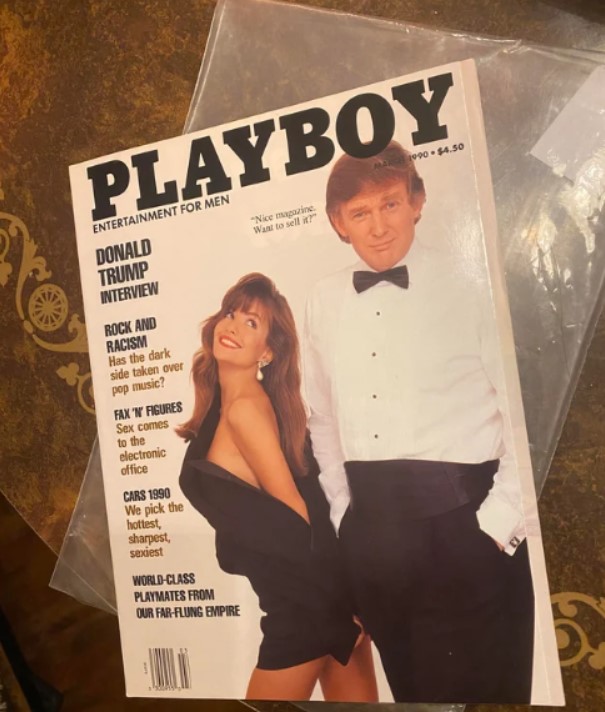 PLAYBOY
ENTERTAINMENT FOR MEN
1990 • $4.50
"Nice magazine.
Want to sell it?"
DONALD
TRUMP
INTERVIEW
ROCK AND
RACISM
Has the dark
side taken over
pop music?
FAX 'N' FIGURES
Sex comes
to the
electronic
office
CARS 1990
We pick the
hottest,
sharpest,
sexiest
WORLD-CLASS
PLAYMATES FROM
OUR FAR-FLUNG EMPIRE